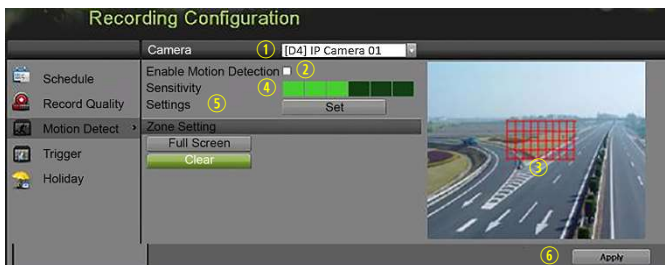 Recording Configuration
Camera ① [D4] IP Camera 01
Enable Motion Detection ②
Sensitivity ④
Settings ⑤ Set
Zone Setting
Full Screen
Clear
Schedule
Record Quality
Motion Detect >
Trigger
Holiday
③
⑥ Apply